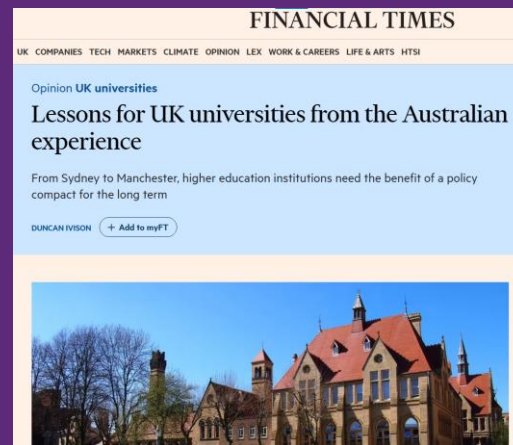 FINANCIAL TIMES
UK COMPANIES TECH MARKETS CLIMATE OPINION LEX WORK & CAREERS LIFE & ARTS HTSI
Opinion UK universities
Lessons for UK universities from the Australian
experience
From Sydney to Manchester, higher education institutions need the benefit of a policy
compact for the long term
DUNCAN IVISON + Add to myFT